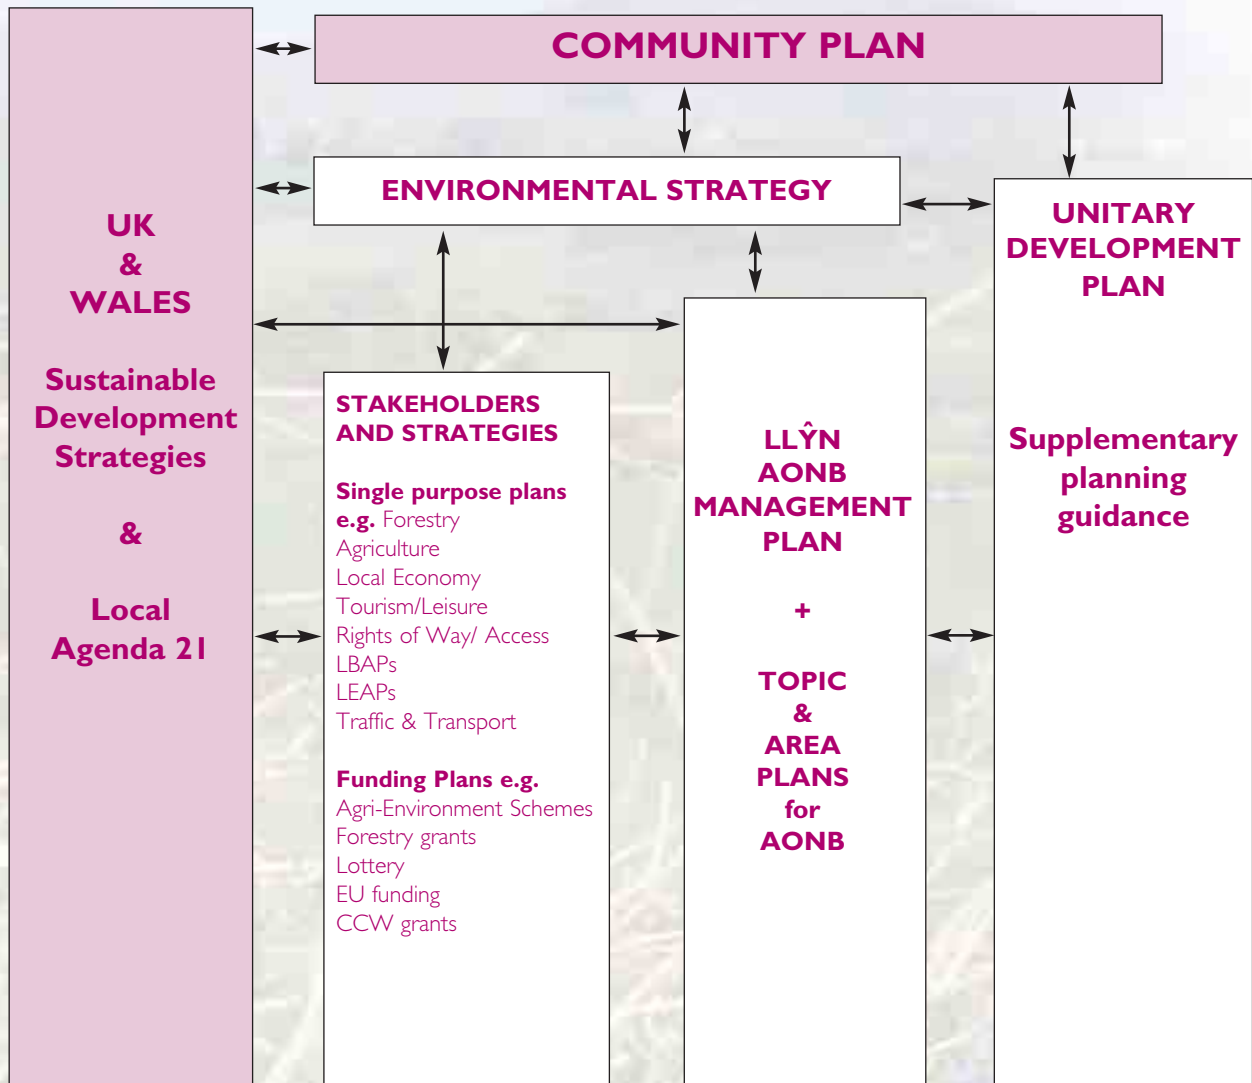 COMMUNITY PLAN
ENVIRONMENTAL STRATEGY
UK
&
WALES
Sustainable
Development
Strategies
&
Local
Agenda 21
STAKEHOLDERS
AND STRATEGIES
Single purpose plans
e.g. Forestry
Agriculture
Local Economy
Tourism/Leisure
Rights of Way/ Access
LBAPs
LEAPs
Traffic & Transport
Funding Plans e.g.
Agri-Environment Schemes
Forestry grants
Lottery
EU funding
CCW grants
LLŶN
AONB
MANAGEMENT
PLAN
+
TOPIC
&
AREA
PLANS
for
AONB
UNITARY
DEVELOPMENT
PLAN
Supplementary
planning
guidance